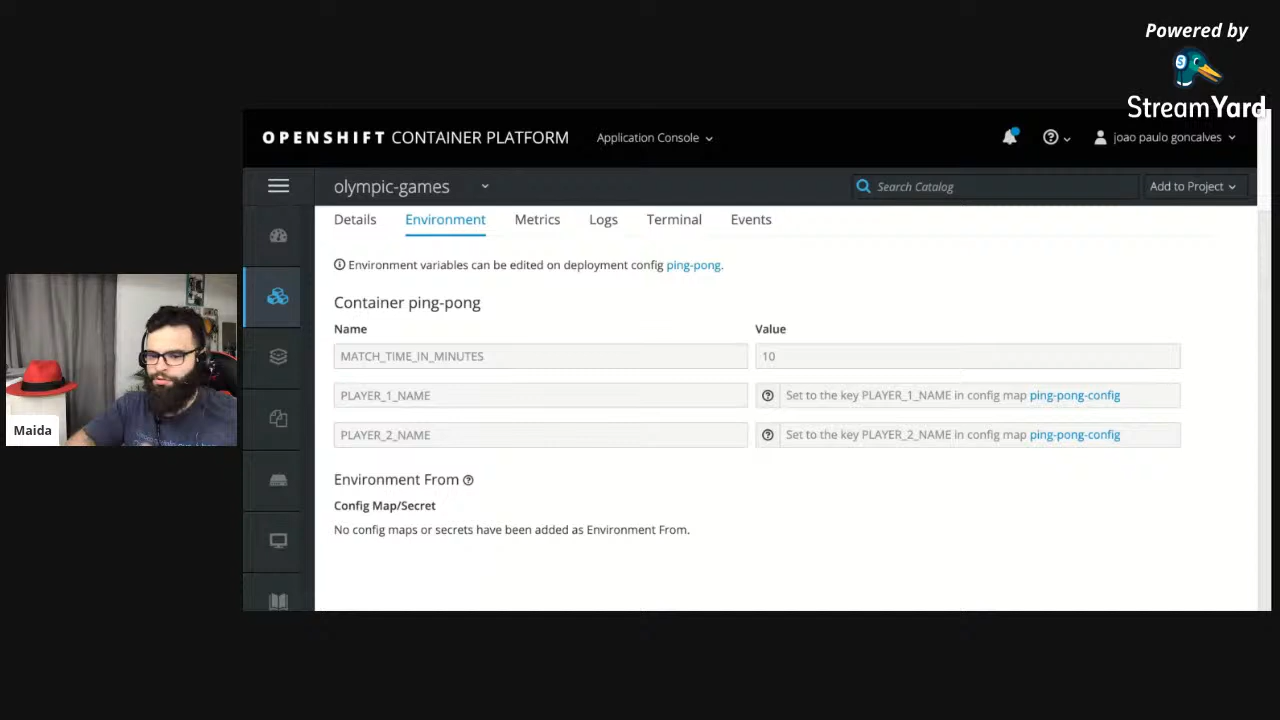 Powered by
StreamYard
OPENSHIFT CONTAINER PLATFORM
Application Console
joao paulo goncalves
olympic-games
Search Catalog
Add to Project
Details
Environment
Metrics
Logs
Terminal
Events
Environment variables can be edited on deployment config ping-pong.
Container ping-pong
Name
Value
MATCH_TIME_IN_MINUTES
10
PLAYER_1_NAME
Set to the key PLAYER_1_NAME in config map ping-pong-config
PLAYER_2_NAME
Set to the key PLAYER_2_NAME in config map ping-pong-config
Environment From
Config Map/Secret
No config maps or secrets have been added as Environment From.
Maida